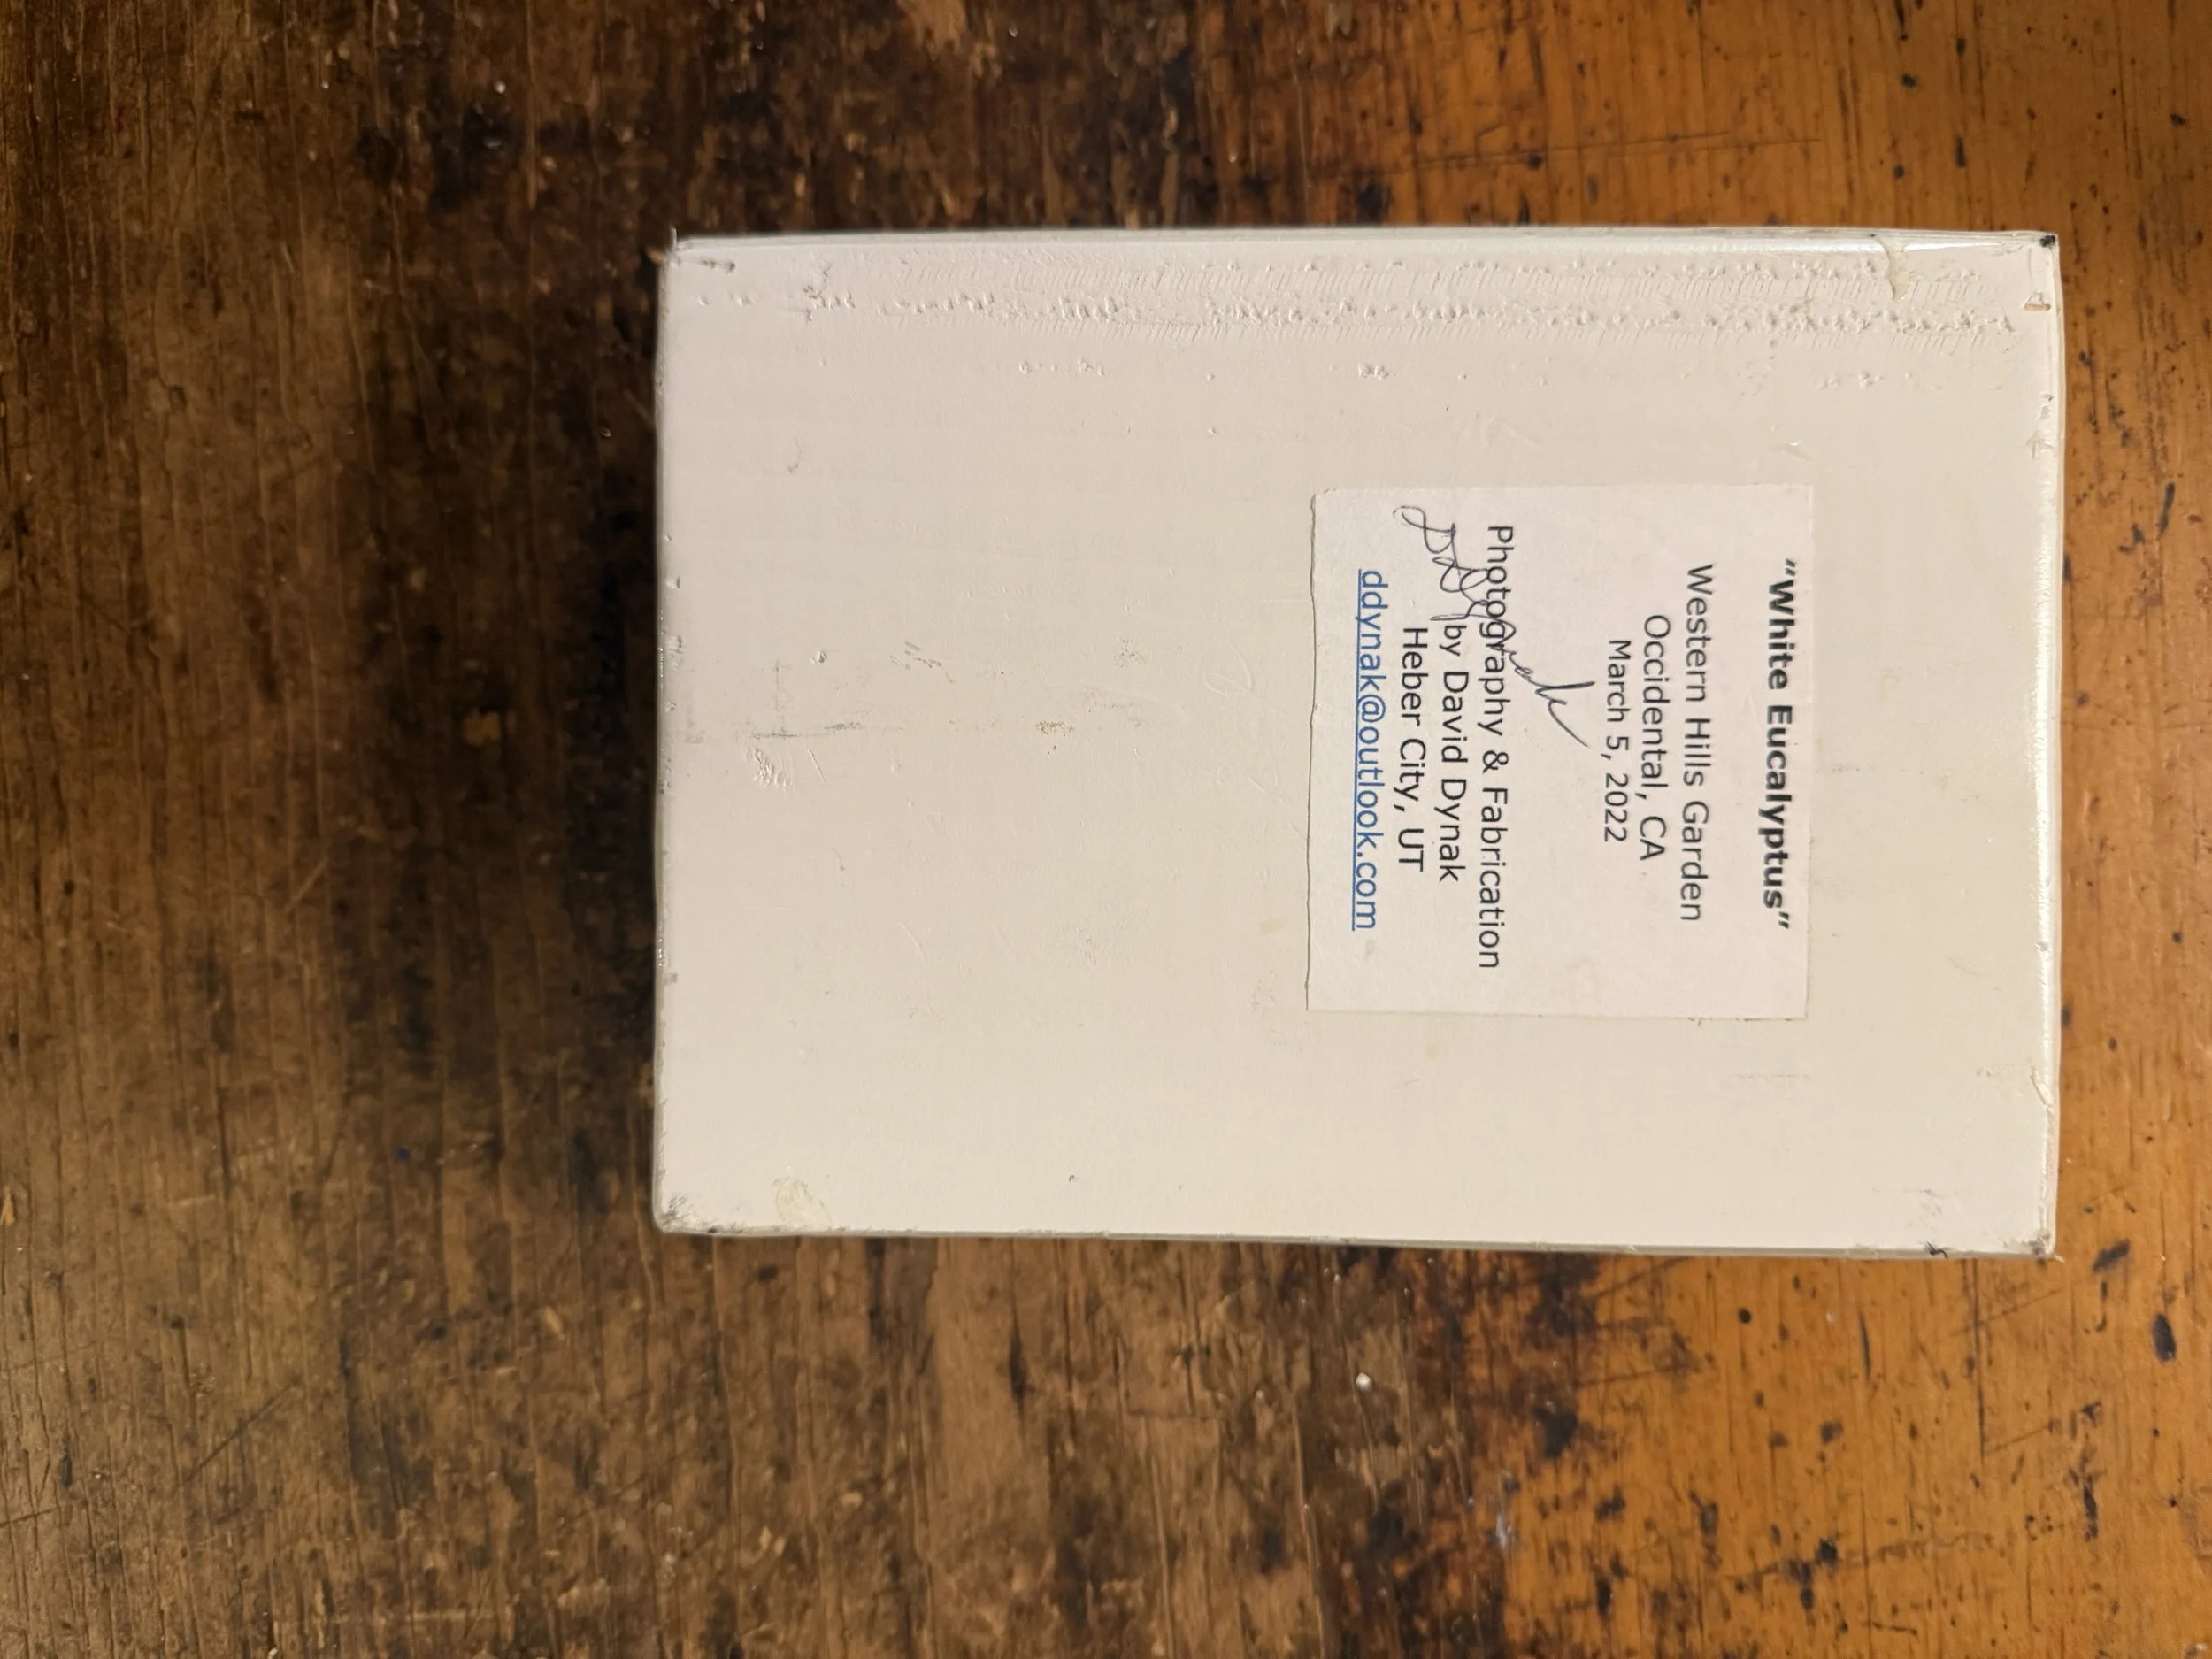 "White Eucalyptus"
Western Hills Garden
Occidental, CA
March 5, 2022
Photography & Fabrication
by David Dynak
Heber City, UT
ddynak@outlook.com